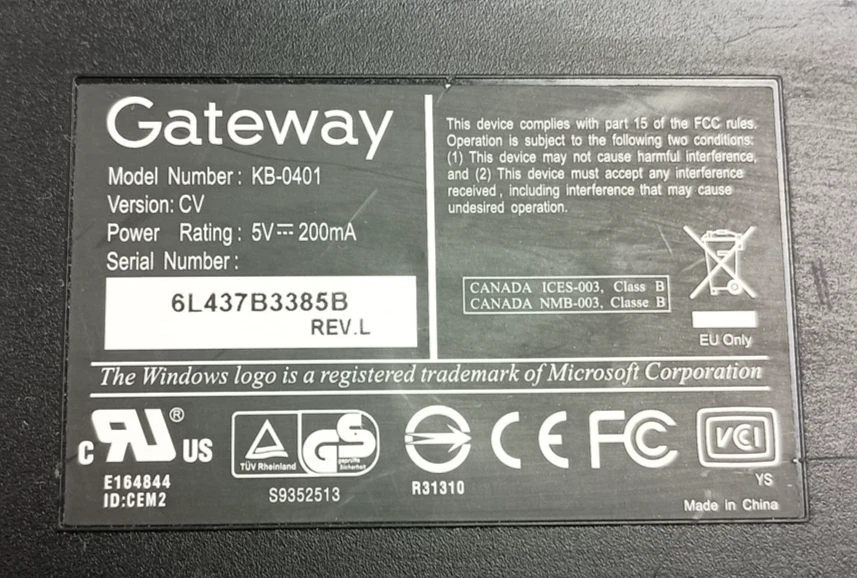 Gateway
Model Number: KB-0401
Version: CV
Power Rating: 5V⎓200mA
Serial Number:
6L437B3385B
REV.L
This device complies with part 15 of the FCC rules.
Operation is subject to the following two conditions:
(1) This device may not cause harmful interference,
and (2) This device must accept any interference
received, including interference that may cause
undesired operation.
CANADA ICES-003, Class B
CANADA NMB-003, Classe B
EU Only
The Windows logo is a registered trademark of Microsoft Corporation
c RU ® US
E164844
ID:CEM2
TÜV Rheinland
GS
geprüfte
Sicherheit
S9352513
R31310
CE
FC
VCI
YS
Made in China